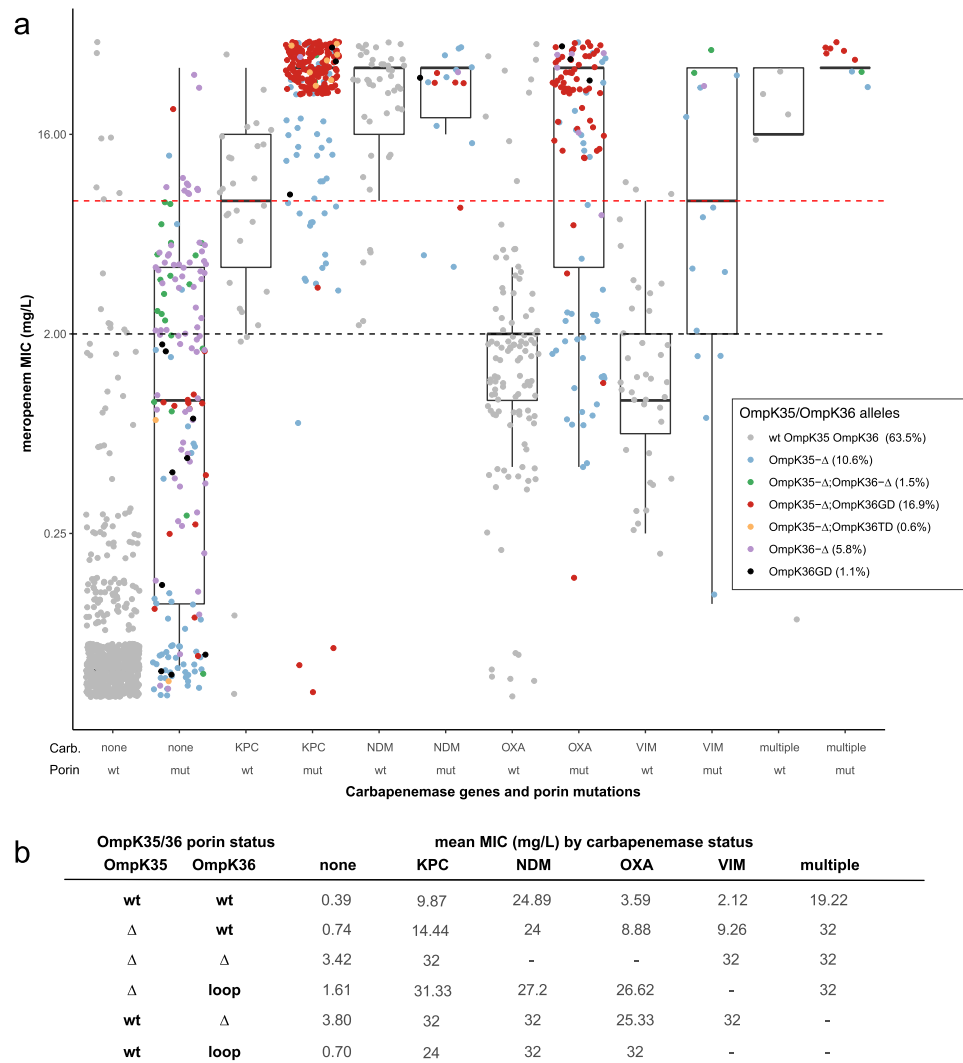 a
16.00
2.00
0.25
meropenem MIC (mg/L)
OmpK35/OmpK36 alleles
wt OmpK35 OmpK36 (63.5%)
OmpK35−Δ (10.6%)
OmpK35−Δ;OmpK36−Δ (1.5%)
OmpK35−Δ;OmpK36GD (16.9%)
OmpK35−Δ;OmpK36TD (0.6%)
OmpK36−Δ (5.8%)
OmpK36GD (1.1%)
Carb. none none KPC KPC NDM NDM OXA OXA VIM VIM multiple multiple
Porin wt mut wt mut wt mut wt mut wt mut wt mut
Carbapenemase genes and porin mutations
b
OmpK35/36 porin status mean MIC (mg/L) by carbapenemase status
OmpK35 OmpK36 none KPC NDM OXA VIM multiple
wt wt 0.39 9.87 24.89 3.59 2.12 19.22
Δ wt 0.74 14.44 24 8.88 9.26 32
Δ Δ 3.42 32 - - 32 32
Δ loop 1.61 31.33 27.2 26.62 - 32
wt Δ 3.80 32 32 25.33 32 -
wt loop 0.70 24 32 32 - -